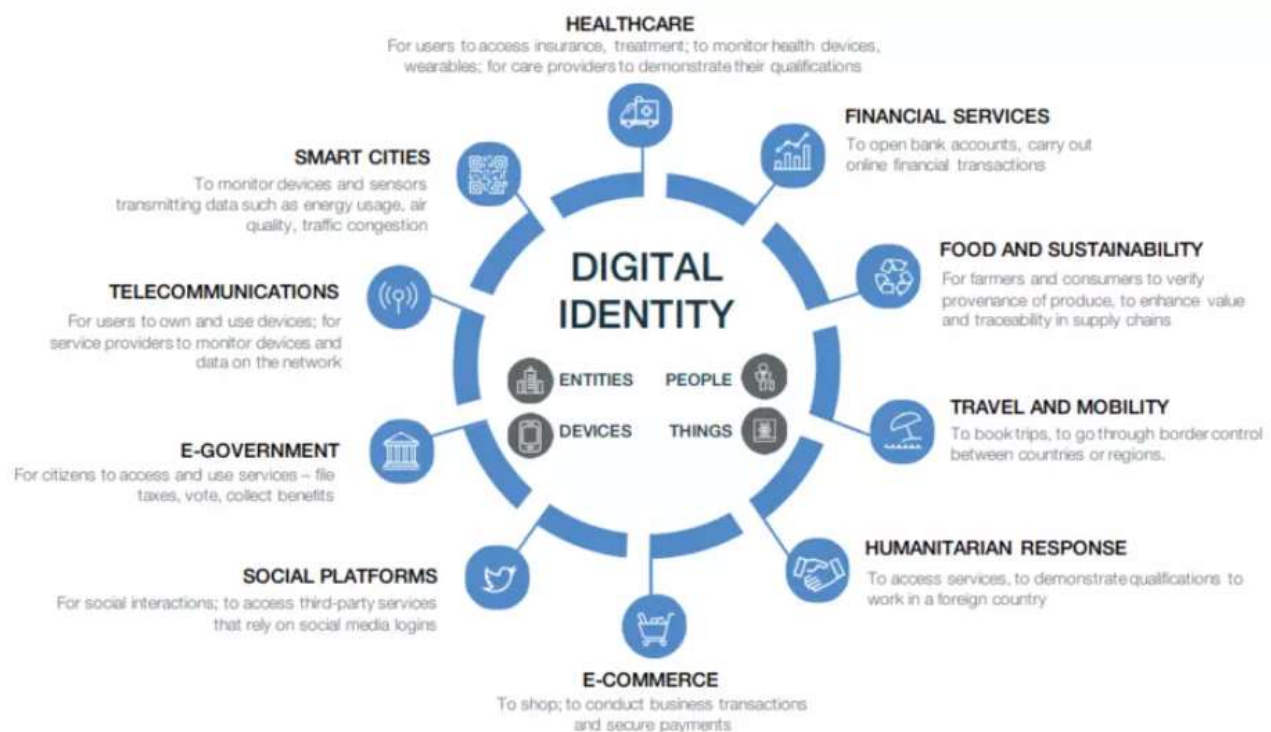 HEALTHCARE
For users to access insurance, treatment; to monitor health devices,
wearables; for care providers to demonstrate their qualifications
FINANCIAL SERVICES
To open bank accounts, carry out
online financial transactions
FOOD AND SUSTAINABILITY
For farmers and consumers to verify
provenance of produce, to enhance value
and traceability in supply chains
TRAVEL AND MOBILITY
To book trips, to go through border control
between countries or regions.
HUMANITARIAN RESPONSE
To access services, to demonstrate qualifications to
work in a foreign country
E-COMMERCE
To shop; to conduct business transactions
and secure payments
SOCIAL PLATFORMS
For social interactions; to access third-party services
that rely on social media logins
E-GOVERNMENT
For citizens to access and use services – file
taxes, vote, collect benefits
TELECOMMUNICATIONS
For users to own and use devices; for
service providers to monitor devices and
data on the network
SMART CITIES
To monitor devices and sensors
transmitting data such as energy usage, air
quality, traffic congestion
DIGITAL
IDENTITY
ENTITIES PEOPLE
DEVICES THINGS